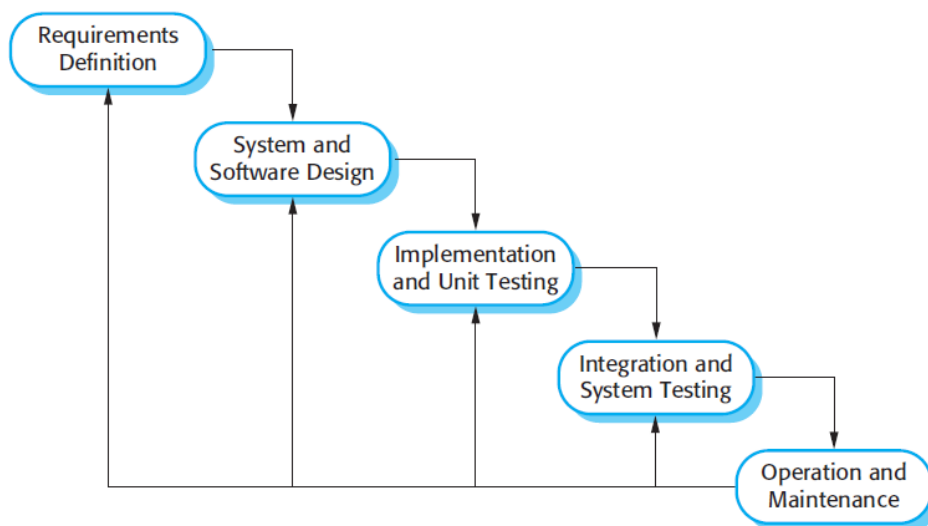 Requirements
Definition
System and
Software Design
Implementation
and Unit Testing
Integration and
System Testing
Operation and
Maintenance